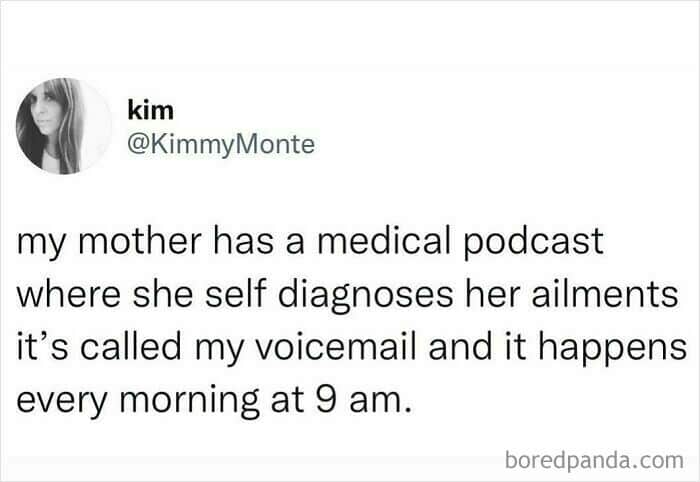 kim
@KimmyMonte
my mother has a medical podcast
where she self diagnoses her ailments
it’s called my voicemail and it happens
every morning at 9 am.
boredpanda.com